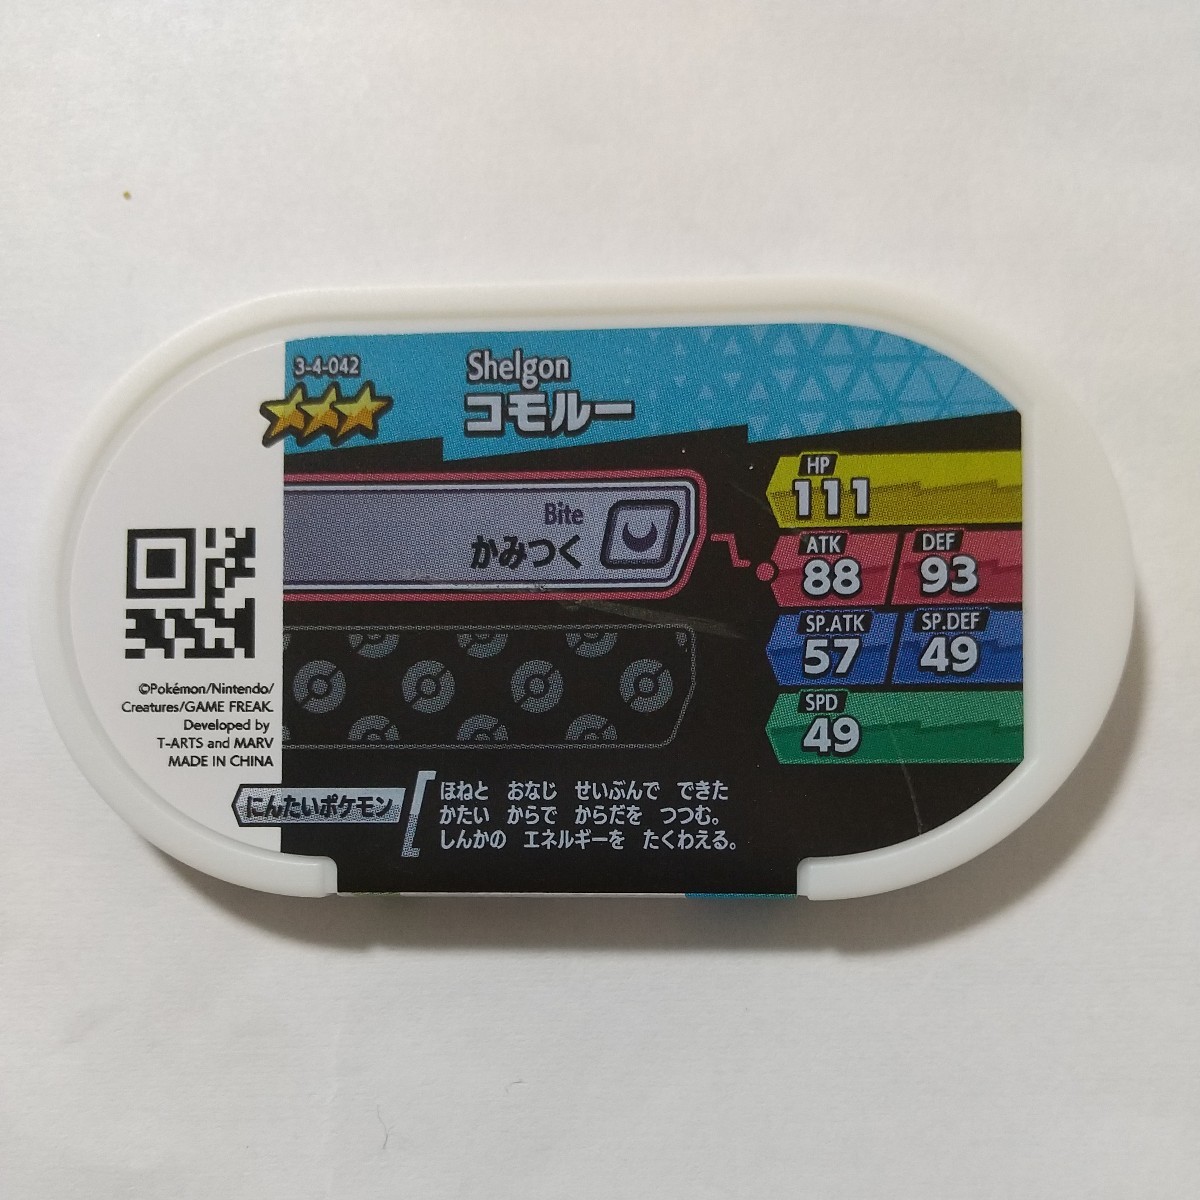 3-4-042
Shelgon
コモルー
Bite
かみつく
HP
111
ATK
88
DEF
93
SP.ATK
57
SP.DEF
49
SPD
49
©Pokémon/Nintendo/
Creatures/GAME FREAK.
Developed by
T-ARTS and MARV
MADE IN CHINA
にんたいポケモン
ほねと おなじ せいぶんで できた
かたい からで からだを つつむ。
しんかの エネルギーを たくわえる。